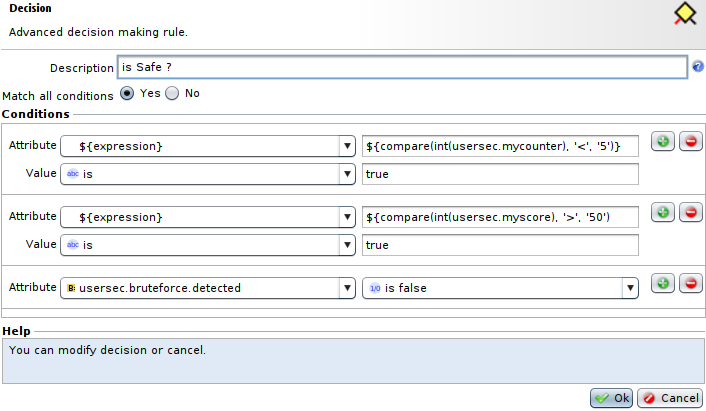 Decision
Advanced decision making rule.
Description is Safe ?
Match all conditions Yes No
Conditions
Attribute ${expression} ${compare(int(usersec.mycounter), '<', '5')}
Value abc is true
Attribute ${expression} ${compare(int(usersec.myscore), '>', '50')
Value abc is true
Attribute B: usersec.bruteforce.detected 1/0 is false
Help
You can modify decision or cancel.
Ok Cancel